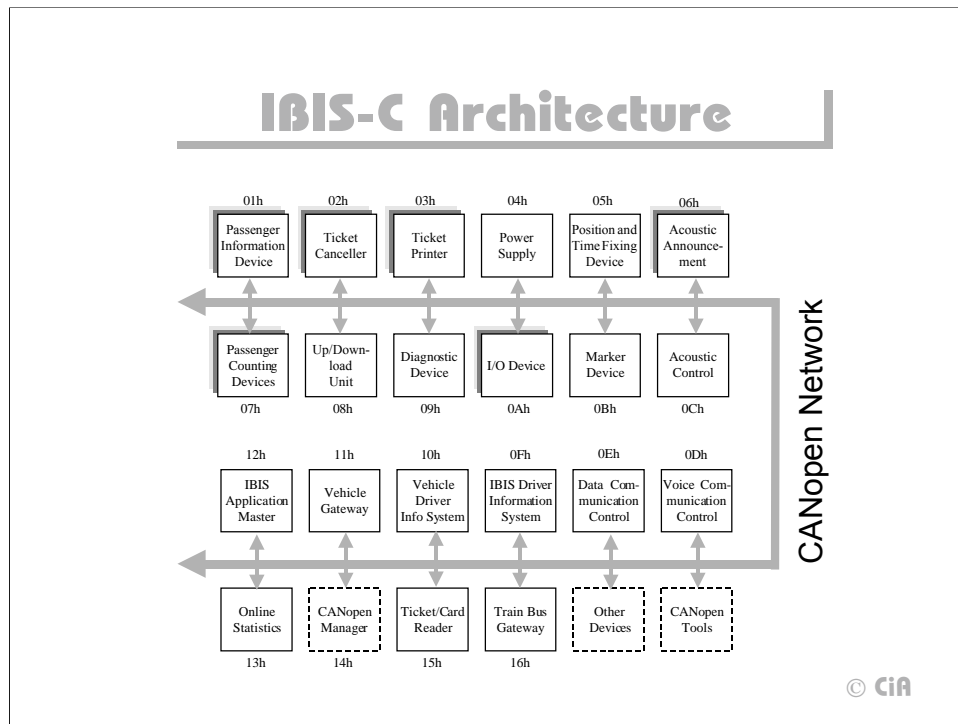 IBIS-C Architecture
01h
02h
03h
04h
05h
06h
Passenger
Information
Device
Ticket
Canceller
Ticket
Printer
Power
Supply
Position and
Time Fixing
Device
Acoustic
Announce-
ment
Passenger
Counting
Devices
Up/Down-
load
Unit
Diagnostic
Device
I/O Device
Marker
Device
Acoustic
Control
07h
08h
09h
0Ah
0Bh
0Ch
CANopen Network
12h
11h
10h
0Fh
0Eh
0Dh
IBIS
Application
Master
Vehicle
Gateway
Vehicle
Driver
Info System
IBIS Driver
Information
System
Data Com-
munication
Control
Voice Com-
munication
Control
Online
Statistics
CANopen
Manager
Ticket/Card
Reader
Train Bus
Gateway
Other
Devices
CANopen
Tools
13h
14h
15h
16h
© CiA